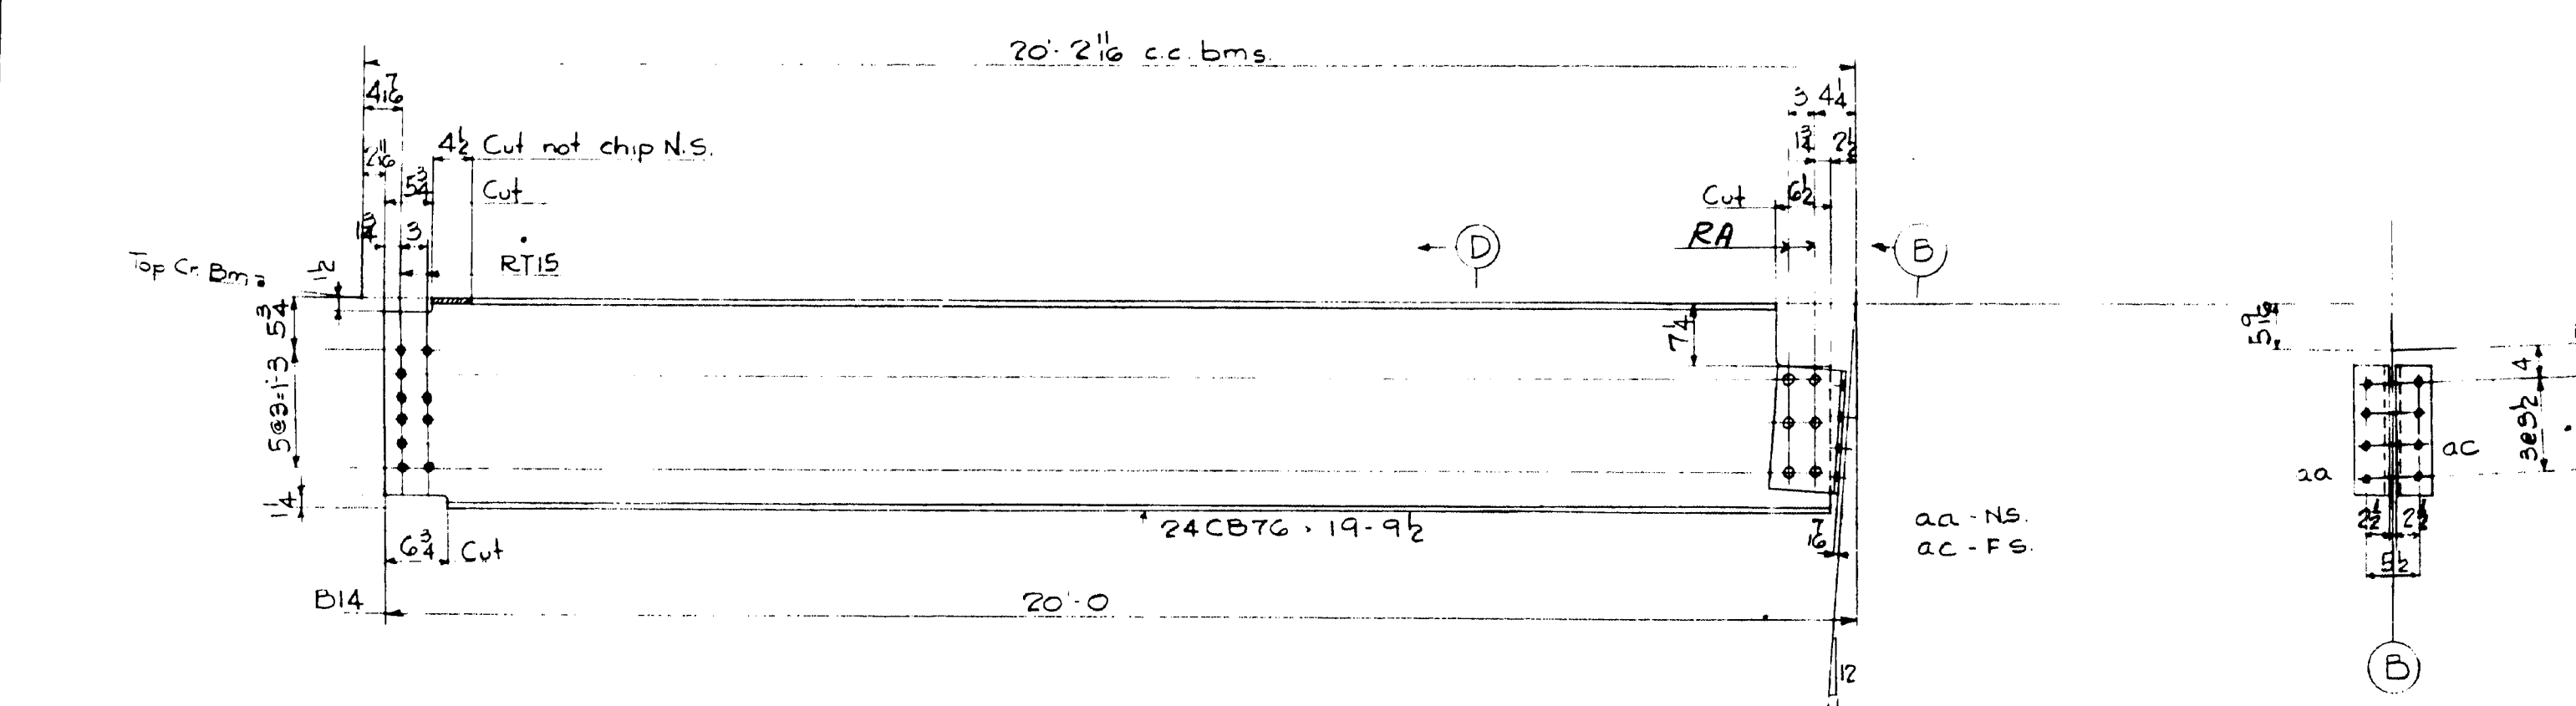 20'-2 11/16 c.c. bms.
4 7/16
3 4 1/4
4 1/2 Cut not chip N.S.
1 3/4 2 1/2
2 11/16
5 3/4 Cut
Cut 6 1/2
1 3/4 3
RA
D
B
Top Cr. Bm.
1 1/2
RT15
5 3/4
7 1/4
5 9/16
4
5@3=1-3
3@3 1/2
ac
aa
1 1/4
24CB76 × 19-9 1/2
7/16
aa - N.S.
ac - F.S.
2 1/2 2 1/2
6 3/4 Cut
5 1/2
B14
20'-0
B
12